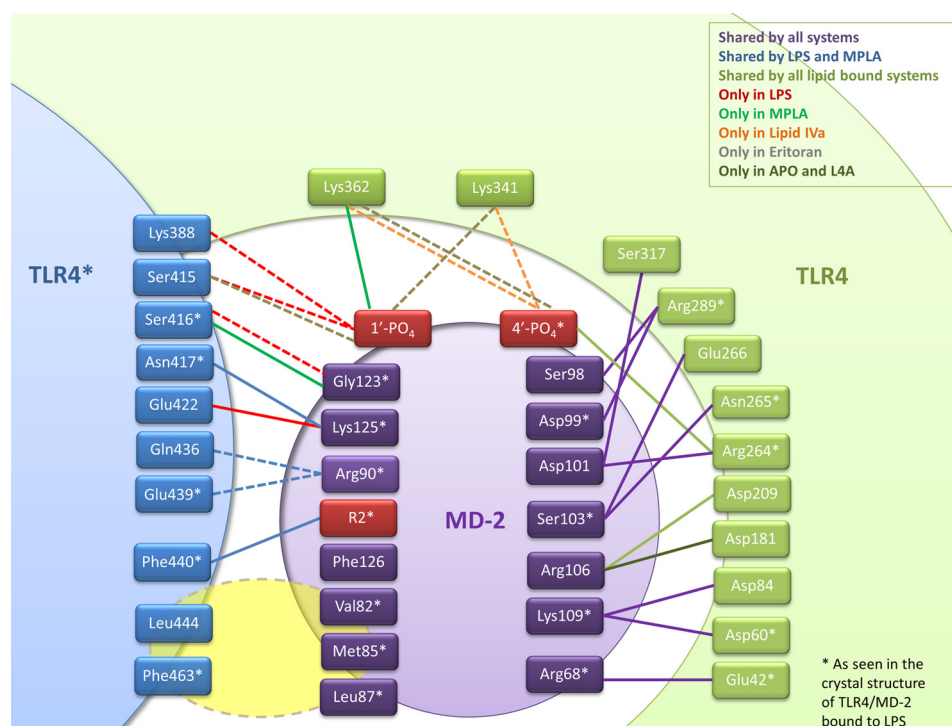 Shared by all systems
Shared by LPS and MPLA
Shared by all lipid bound systems
Only in LPS
Only in MPLA
Only in Lipid IVa
Only in Eritoran
Only in APO and L4A
Lys362
Lys341
Lys388
Ser415
Ser416*
Asn417*
Glu422
Gln436
Glu439*
Phe440*
Leu444
Phe463*
TLR4*
1′-PO4
4′-PO4*
Gly123*
Lys125*
Arg90*
R2*
Phe126
Val82*
Met85*
Leu87*
MD-2
Ser98
Asp99*
Asp101
Ser103*
Arg106
Lys109*
Arg68*
Ser317
Arg289*
Glu266
Asn265*
Arg264*
Asp209
Asp181
Asp84
Asp60*
Glu42*
TLR4
* As seen in the
crystal structure
of TLR4/MD-2
bound to LPS